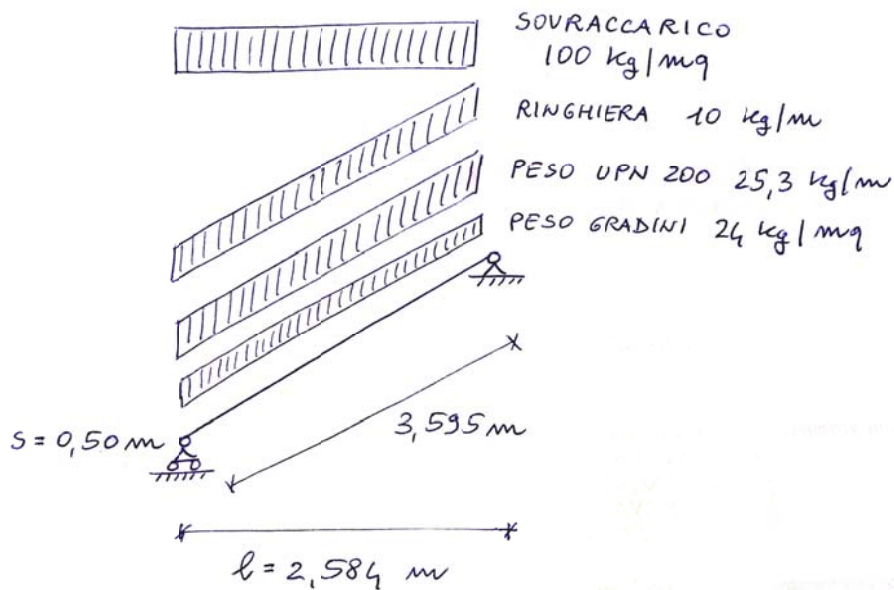 SOVRACCARICO
100 kg/mq
RINGHIERA 10 kg/m
PESO UPN 200 25,3 kg/m
PESO GRADINI 24 kg/mq
3,595 m
S = 0,50 m
l = 2,584 m